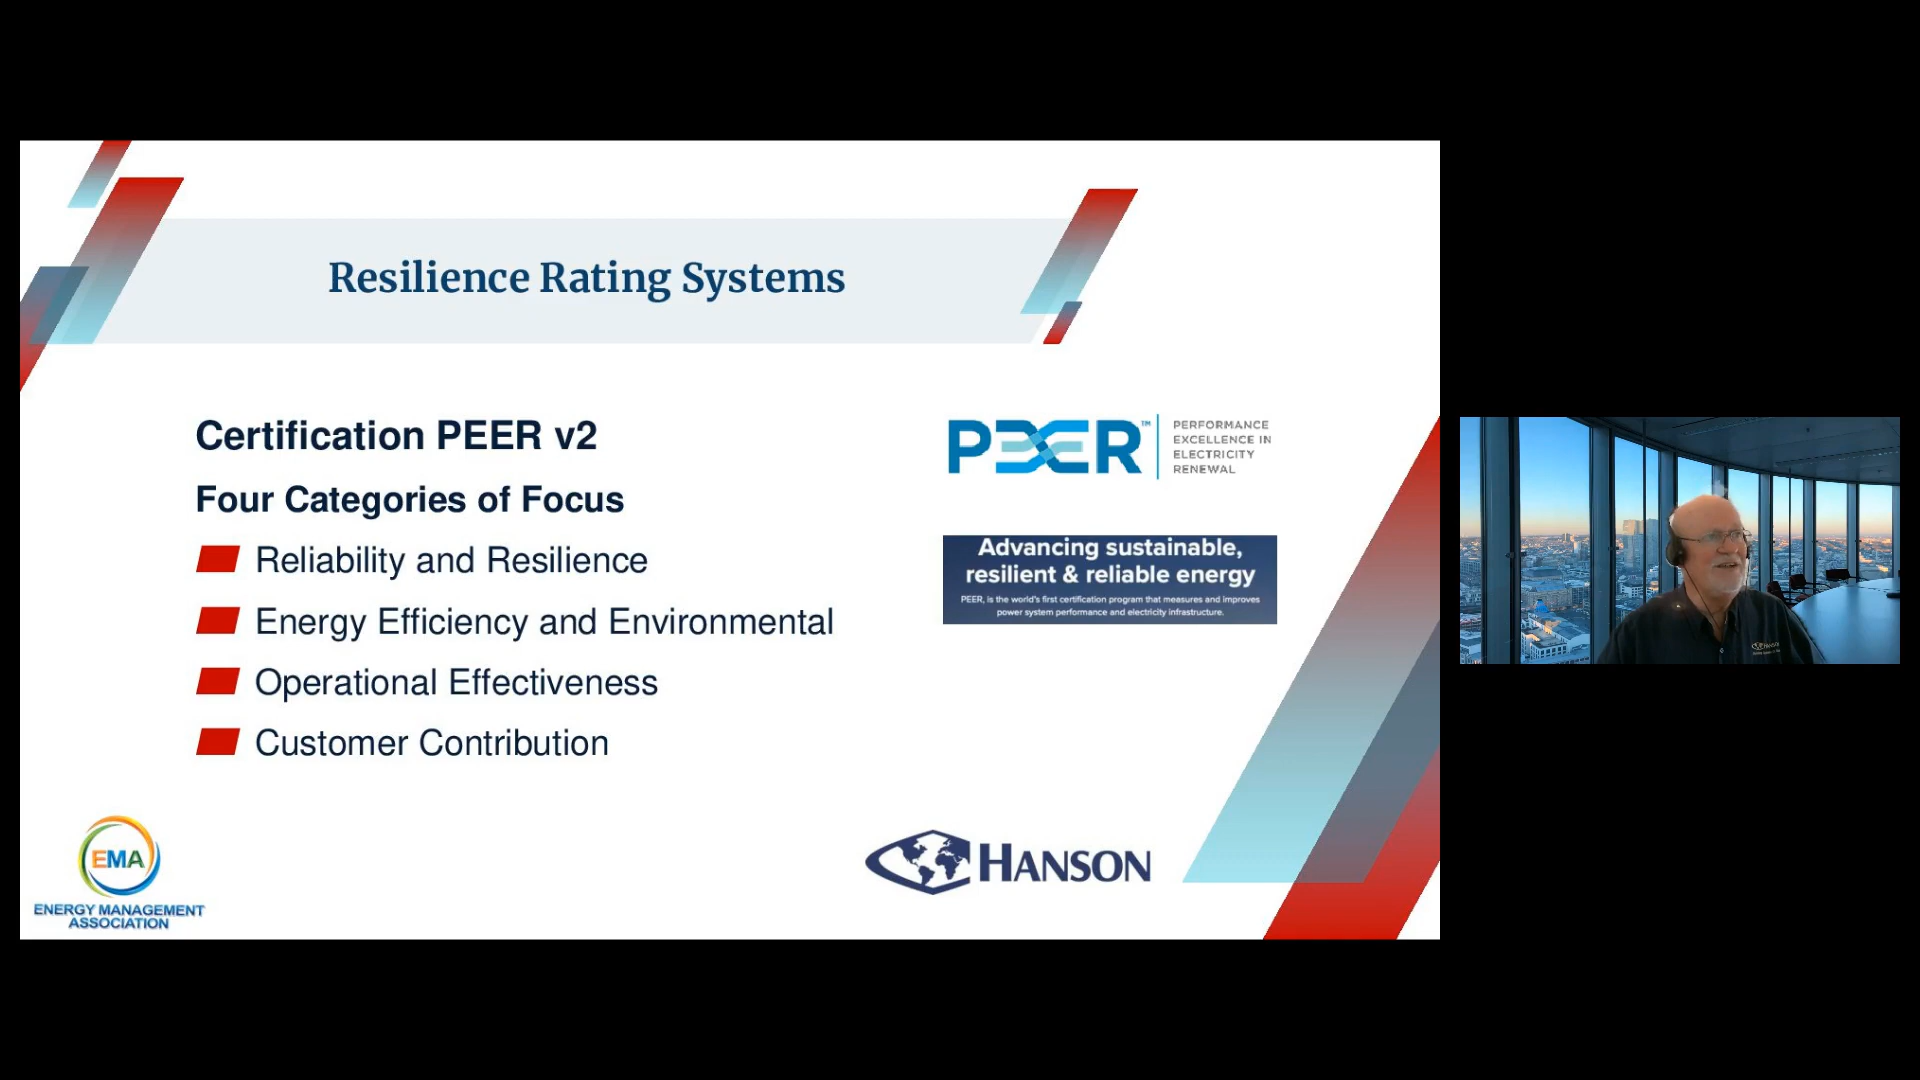 Resilience Rating Systems
Certification PEER v2
Four Categories of Focus
Reliability and Resilience
Energy Efficiency and Environmental
Operational Effectiveness
Customer Contribution
PEER™
PERFORMANCE
EXCELLENCE IN
ELECTRICITY
RENEWAL
Advancing sustainable,
resilient & reliable energy
PEER, is the world's first certification program that measures and improves
power system performance and electricity infrastructure.
EMA
ENERGY MANAGEMENT
ASSOCIATION
HANSON
HANSON